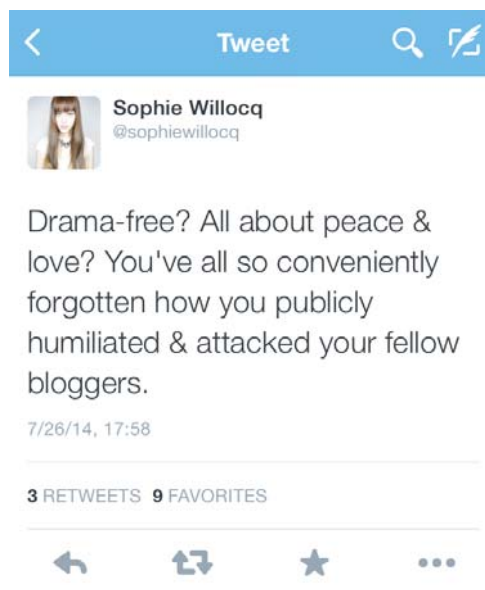 Tweet
Sophie Willocq
@sophiewillocq
Drama-free? All about peace &
love? You've all so conveniently
forgotten how you publicly
humiliated & attacked your fellow
bloggers.
7/26/14, 17:58
3 RETWEETS 9 FAVORITES